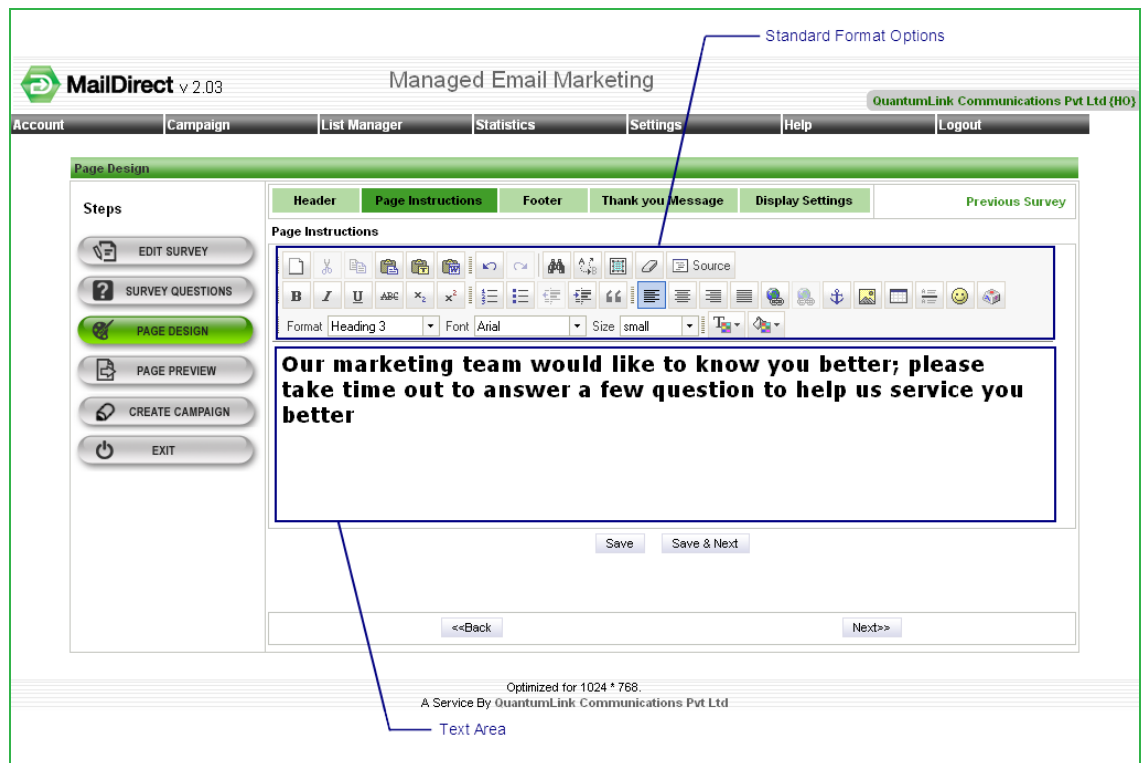 Standard Format Options
MailDirect v 2.03
Managed Email Marketing
QuantumLink Communications Pvt Ltd {HO}
Account Campaign List Manager Statistics Settings Help Logout
Page Design
Steps
EDIT SURVEY
SURVEY QUESTIONS
PAGE DESIGN
PAGE PREVIEW
CREATE CAMPAIGN
EXIT
Header Page Instructions Footer Thank you Message Display Settings Previous Survey
Page Instructions
Source
B I U ABC x₂ x²
Format Heading 3 Font Arial Size small
Our marketing team would like to know you better; please
take time out to answer a few question to help us service you
better
Save Save & Next
<<Back Next>>
Optimized for 1024 * 768.
A Service By QuantumLink Communications Pvt Ltd
Text Area